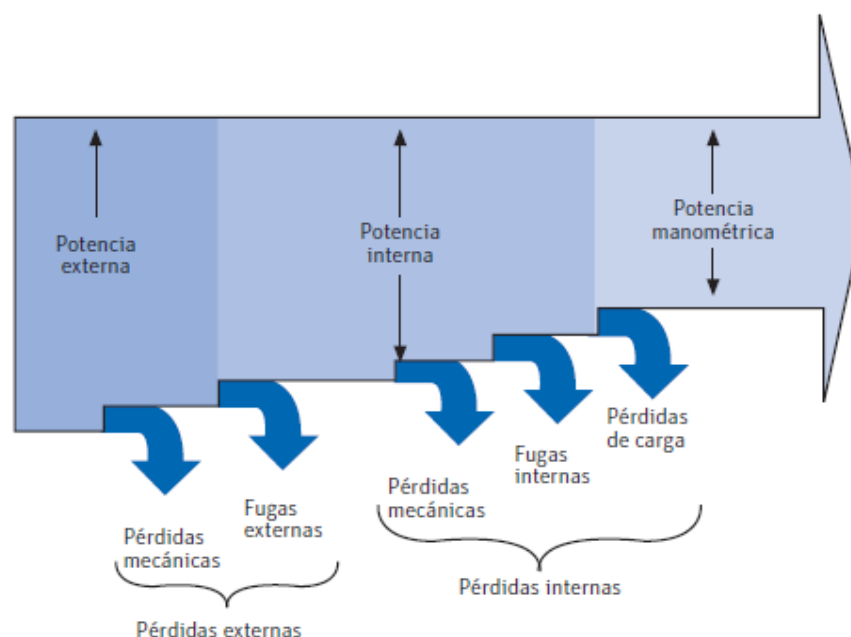 Potencia
externa
Potencia
interna
Potencia
manométrica
Pérdidas
mecánicas
Fugas
externas
Pérdidas
mecánicas
Fugas
internas
Pérdidas
de carga
Pérdidas externas
Pérdidas internas